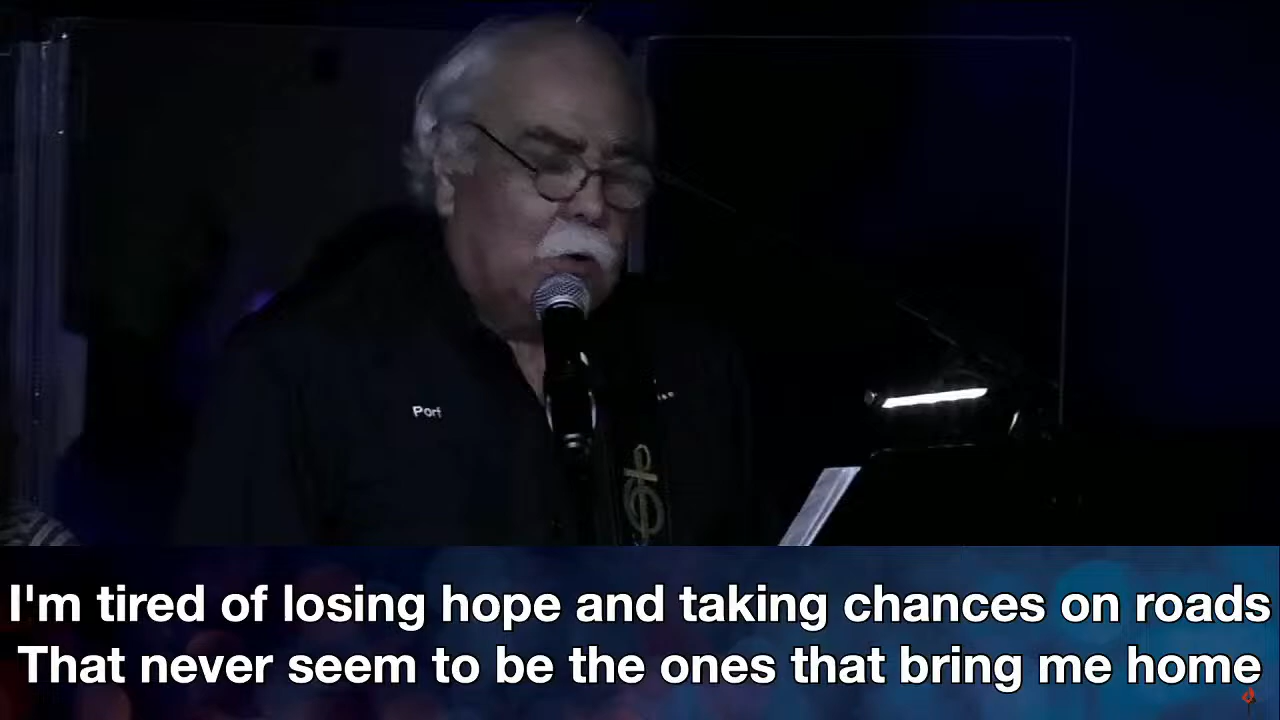 Port
I'm tired of losing hope and taking chances on roads
That never seem to be the ones that bring me home